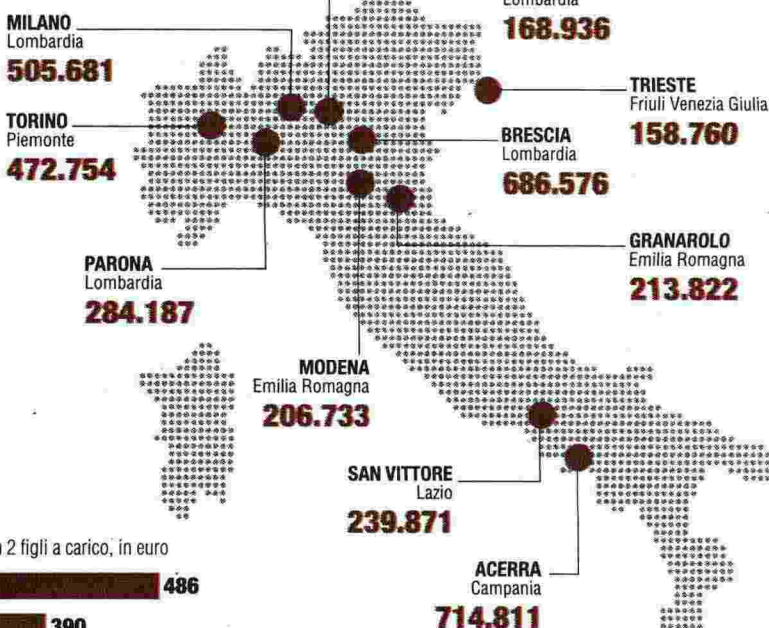 Lombardia
168.936
MILANO
Lombardia
505.681
TORINO
Piemonte
472.754
TRIESTE
Friuli Venezia Giulia
158.760
BRESCIA
Lombardia
686.576
GRANAROLO
Emilia Romagna
213.822
PARONA
Lombardia
284.187
MODENA
Emilia Romagna
206.733
SAN VITTORE
Lazio
239.871
ACERRA
Campania
714.811
2 figli a carico, in euro
486
390